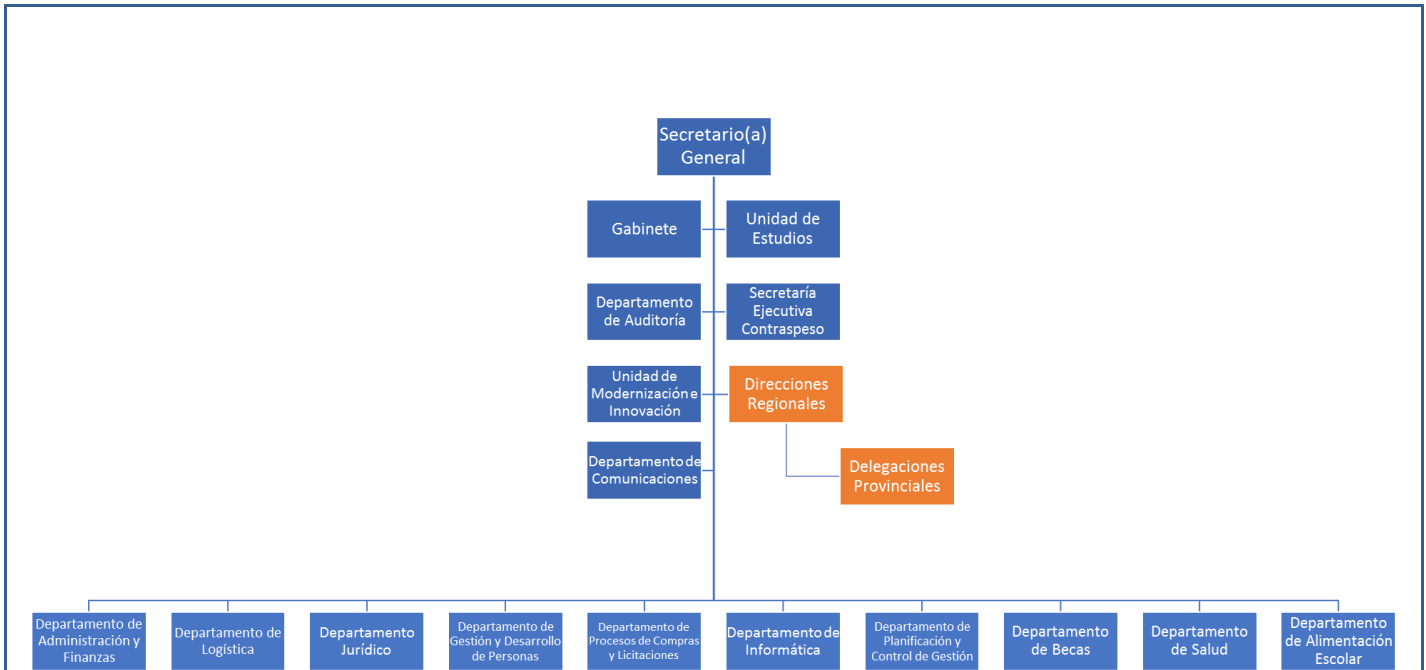 Secretario(a)
General
Gabinete
Unidad de
Estudios
Departamento
de Auditoría
Secretaría
Ejecutiva
Contraspeso
Unidad de
Modernización e
Innovación
Direcciones
Regionales
Departamento de
Comunicaciones
Delegaciones
Provinciales
Departamento de
Administración y
Finanzas
Departamento de
Logística
Departamento
Jurídico
Departamento de
Gestión y Desarrollo
de Personas
Departamento de
Procesos de Compras
y Licitaciones
Departamento de
Informática
Departamento de
Planificación y
Control de Gestión
Departamento
de Becas
Departamento
de Salud
Departamento
de Alimentación
Escolar